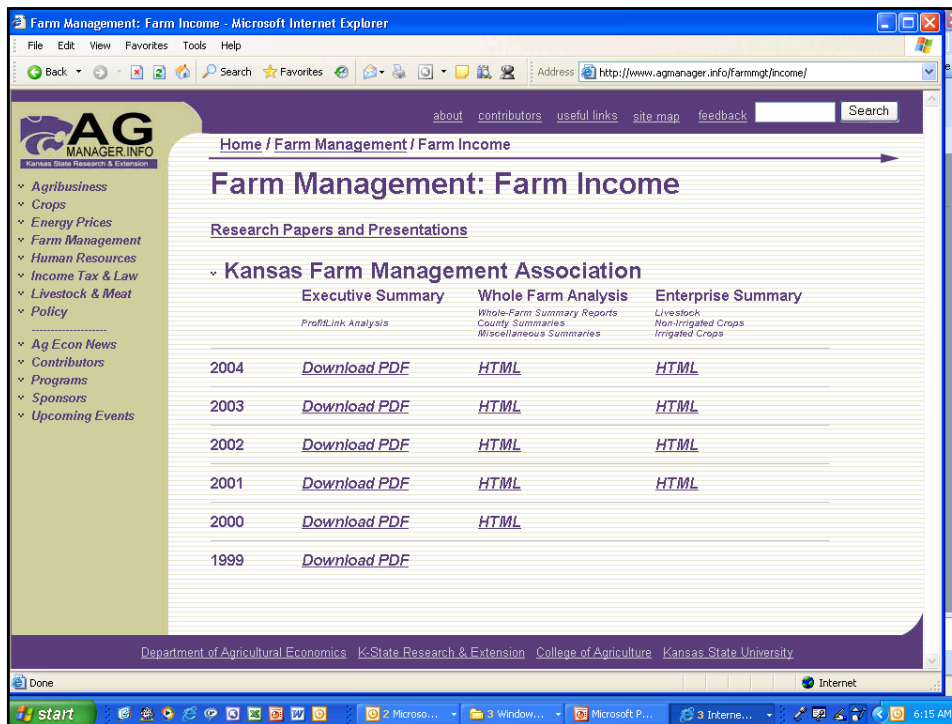 Farm Management: Farm Income - Microsoft Internet Explorer
File Edit View Favorites Tools Help
Back Search Favorites Address http://www.agmanager.info/farmmgt/income/
about contributors useful links site map feedback Search
AG
MANAGER.INFO
Kansas State Research & Extension
Home / Farm Management / Farm Income
Agribusiness
Crops
Energy Prices
Farm Management
Human Resources
Income Tax & Law
Livestock & Meat
Policy
--------------------
Ag Econ News
Contributors
Programs
Sponsors
Upcoming Events
Farm Management: Farm Income
Research Papers and Presentations
Kansas Farm Management Association
Executive Summary Whole Farm Analysis Enterprise Summary
ProfitLink Analysis
Whole-Farm Summary Reports
County Summaries
Miscellaneous Summaries
Livestock
Non-Irrigated Crops
Irrigated Crops
2004 Download PDF HTML HTML
2003 Download PDF HTML HTML
2002 Download PDF HTML HTML
2001 Download PDF HTML HTML
2000 Download PDF HTML
1999 Download PDF
Department of Agricultural Economics K-State Research & Extension College of Agriculture Kansas State University
Done Internet
start 2 Microso... 3 Window... Microsoft P... 3 Interne... 6:15 AM